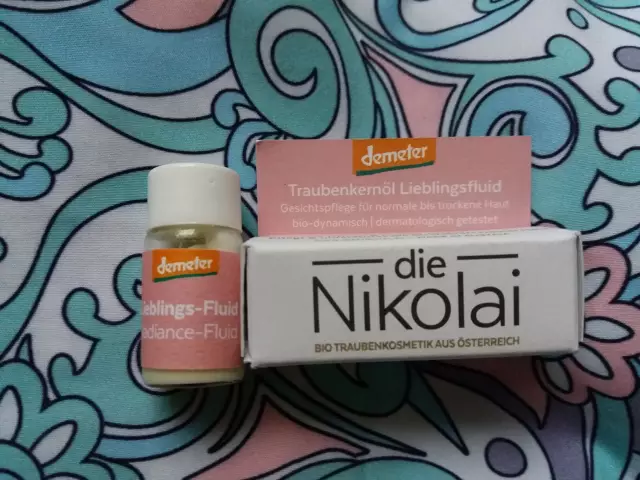 demeter
Traubenkernöl Lieblingsfluid
Gesichtspflege für normale bis trockene Haut
bio-dynamisch | dermatologisch getestet
die
Nikolai
BIO TRAUBENKOSMETIK AUS ÖSTERREICH
demeter
ieblings-Fluid
adiance-Fluid